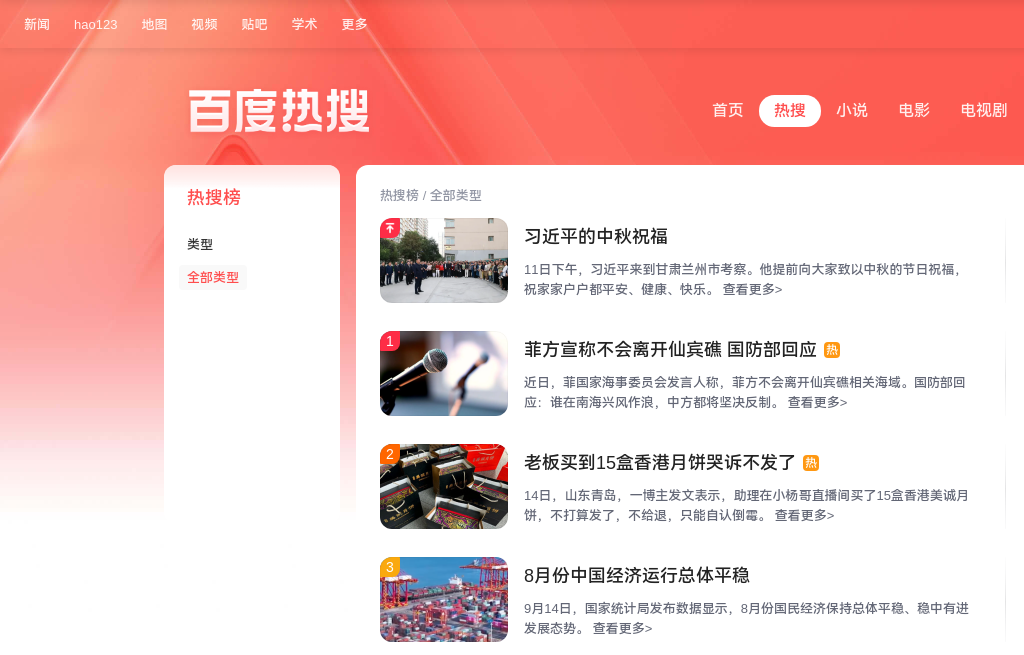 新闻 hao123 地图 视频 贴吧 学术 更多
百度热搜
首页 热搜 小说 电影 电视剧
热搜榜
类型
全部类型
热搜榜 / 全部类型
习近平的中秋祝福
11日下午，习近平来到甘肃兰州市考察。他提前向大家致以中秋的节日祝福，
祝家家户户都平安、健康、快乐。 查看更多>
1
菲方宣称不会离开仙宾礁 国防部回应 热
近日，菲国家海事委员会发言人称，菲方不会离开仙宾礁相关海域。国防部回
应：谁在南海兴风作浪，中方都将坚决反制。 查看更多>
2
老板买到15盒香港月饼哭诉不发了 热
14日，山东青岛，一博主发文表示，助理在小杨哥直播间买了15盒香港美诚月
饼，不打算发了，不给退，只能自认倒霉。 查看更多>
3
8月份中国经济运行总体平稳
9月14日，国家统计局发布数据显示，8月份国民经济保持总体平稳、稳中有进
发展态势。 查看更多>